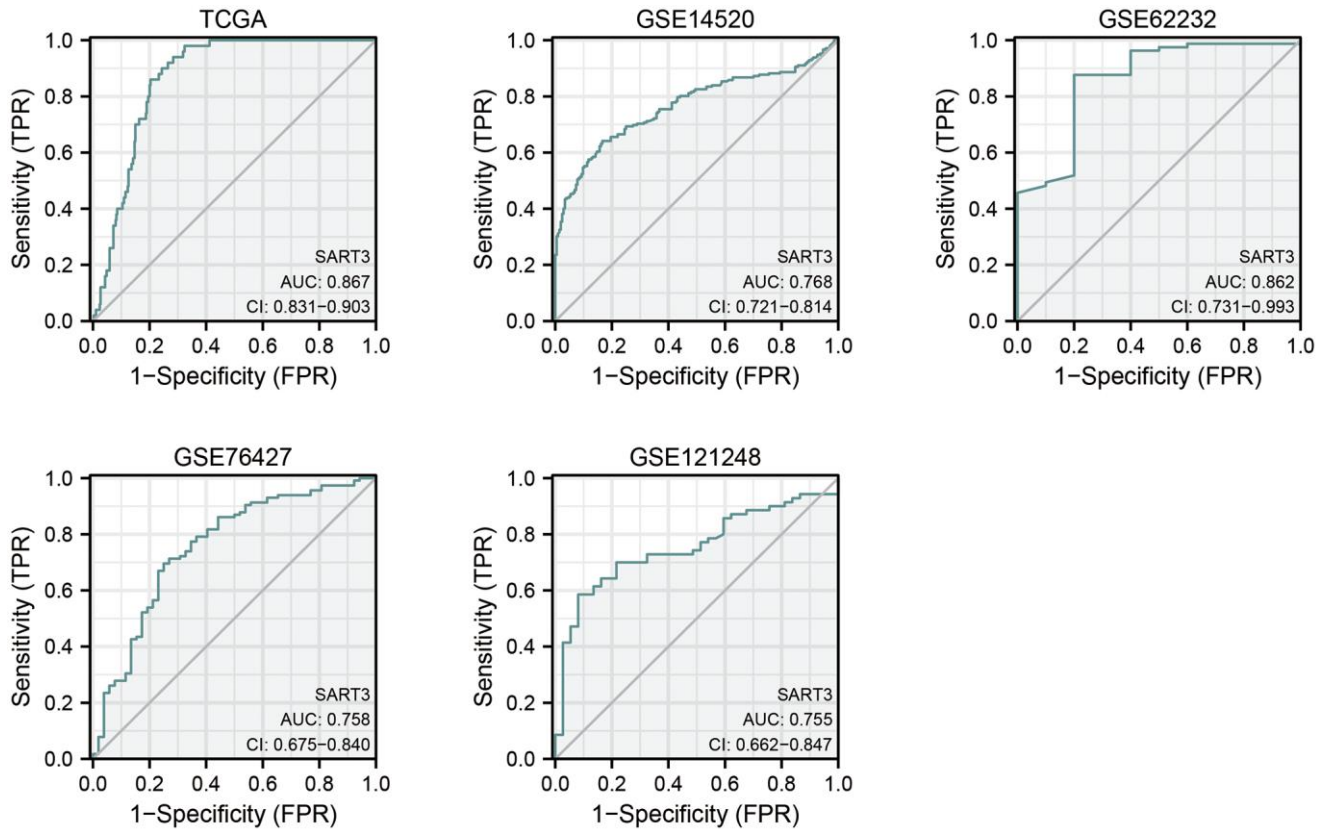 TCGA
1.0
0.8
0.6
0.4
0.2
0.0
Sensitivity (TPR)
SART3
AUC: 0.867
CI: 0.831−0.903
0.0 0.2 0.4 0.6 0.8 1.0
1−Specificity (FPR)
GSE14520
1.0
0.8
0.6
0.4
0.2
0.0
Sensitivity (TPR)
SART3
AUC: 0.768
CI: 0.721−0.814
0.0 0.2 0.4 0.6 0.8 1.0
1−Specificity (FPR)
GSE62232
1.0
0.8
0.6
0.4
0.2
0.0
Sensitivity (TPR)
SART3
AUC: 0.862
CI: 0.731−0.993
0.0 0.2 0.4 0.6 0.8 1.0
1−Specificity (FPR)
GSE76427
1.0
0.8
0.6
0.4
0.2
0.0
Sensitivity (TPR)
SART3
AUC: 0.758
CI: 0.675−0.840
0.0 0.2 0.4 0.6 0.8 1.0
1−Specificity (FPR)
GSE121248
1.0
0.8
0.6
0.4
0.2
0.0
Sensitivity (TPR)
SART3
AUC: 0.755
CI: 0.662−0.847
0.0 0.2 0.4 0.6 0.8 1.0
1−Specificity (FPR)